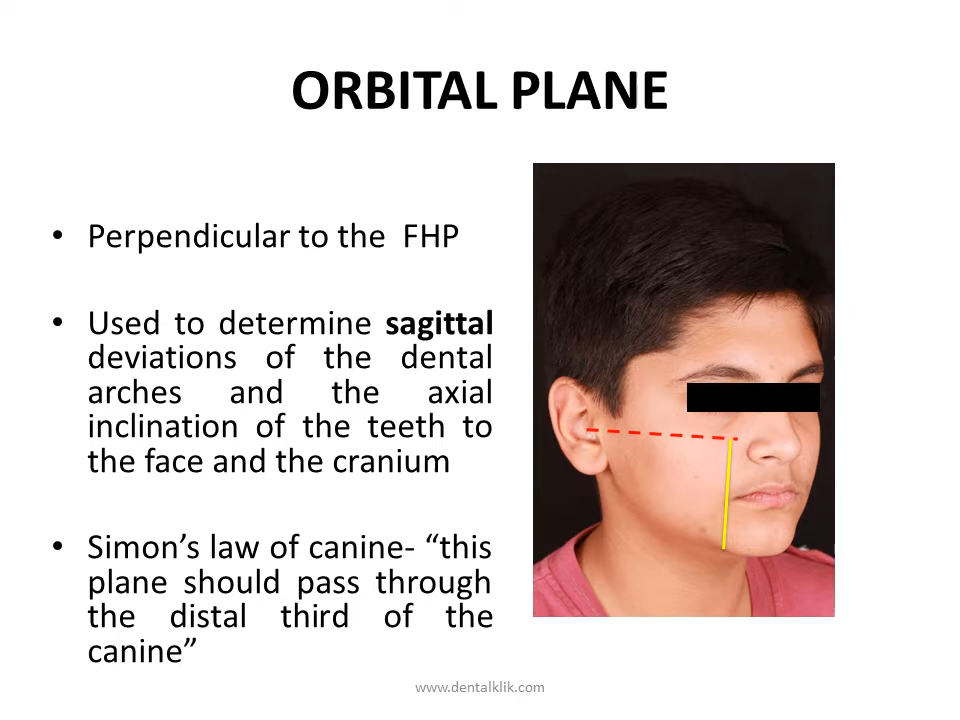 ORBITAL PLANE
• Perpendicular to the FHP
• Used to determine sagittal
deviations of the dental
arches and the axial
inclination of the teeth to
the face and the cranium
• Simon’s law of canine- “this
plane should pass through
the distal third of the
canine”
www.dentalklik.com